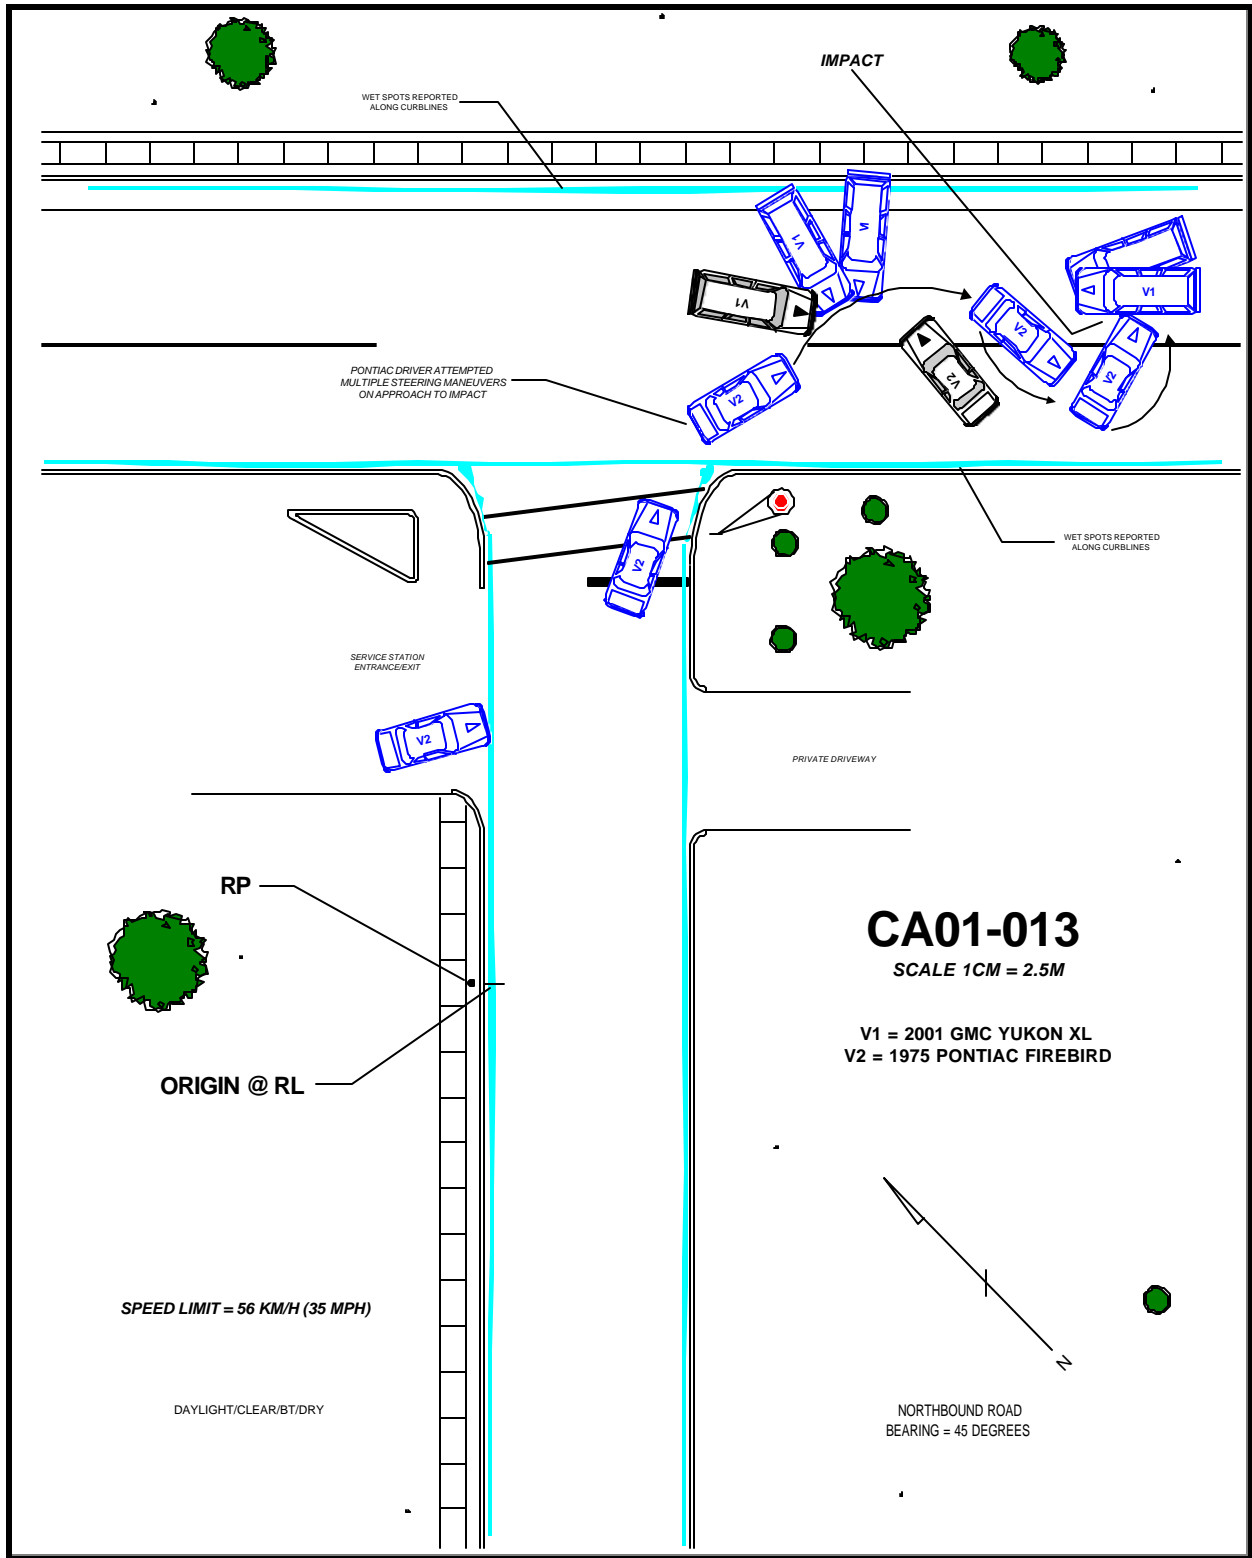 IMPACT
WET SPOTS REPORTED
ALONG CURBLINES
V1
V1
V1
V1
V2
V2
V2
V2
PONTIAC DRIVER ATTEMPTED
MULTIPLE STEERING MANEUVERS
ON APPROACH TO IMPACT
V2
WET SPOTS REPORTED
ALONG CURBLINES
V2
SERVICE STATION
ENTRANCE/EXIT
V2
PRIVATE DRIVEWAY
RP
CA01-013
SCALE 1CM = 2.5M
V1 = 2001 GMC YUKON XL
V2 = 1975 PONTIAC FIREBIRD
ORIGIN @ RL
SPEED LIMIT = 56 KM/H (35 MPH)
N
DAYLIGHT/CLEAR/BT/DRY
NORTHBOUND ROAD
BEARING = 45 DEGREES